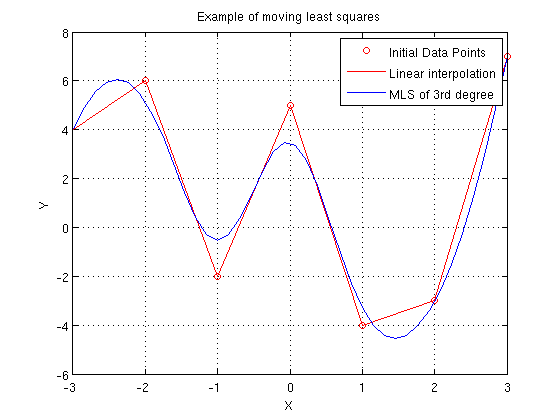 Example of moving least squares
Initial Data Points
Linear interpolation
MLS of 3rd degree
8
6
4
2
0
-2
-4
-6
Y
-3
-2
-1
0
1
2
3
X